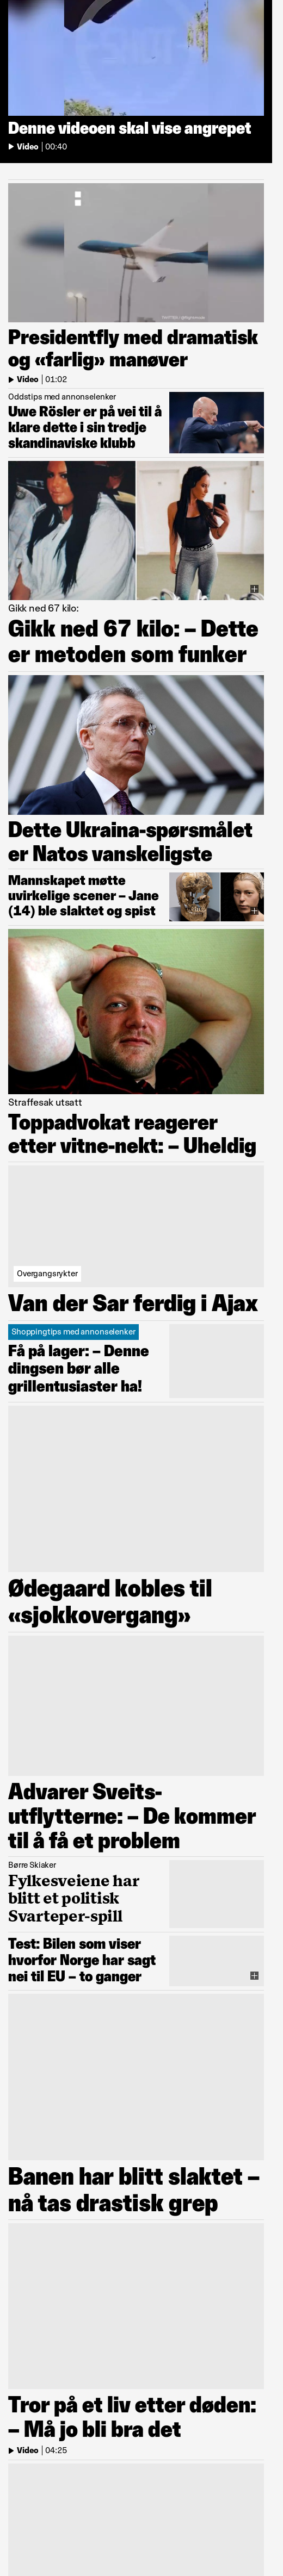 Denne videoen skal vise angrepet
Video | 00:40
Presidentfly med dramatisk
og «farlig» manøver
Video | 01:02
Oddstips med annonselenker
Uwe Rösler er på vei til å
klare dette i sin tredje
skandinaviske klubb
Gikk ned 67 kilo:
Gikk ned 67 kilo: – Dette
er metoden som funker
Dette Ukraina-spørsmålet
er Natos vanskeligste
Mannskapet møtte
uvirkelige scener – Jane
(14) ble slaktet og spist
Straffesak utsatt
Toppadvokat reagerer
etter vitne-nekt: – Uheldig
Overgangsrykter
Van der Sar ferdig i Ajax
Shoppingtips med annonselenker
Få på lager: – Denne
dingsen bør alle
grillentusiaster ha!
Ødegaard kobles til
«sjokkovergang»
Advarer Sveits-
utflytterne: – De kommer
til å få et problem
Børre Skiaker
Fylkesveiene har
blitt et politisk
Svarteper-spill
Test: Bilen som viser
hvorfor Norge har sagt
nei til EU – to ganger
Banen har blitt slaktet –
nå tas drastisk grep
Tror på et liv etter døden:
– Må jo bli bra det
Video | 04:25